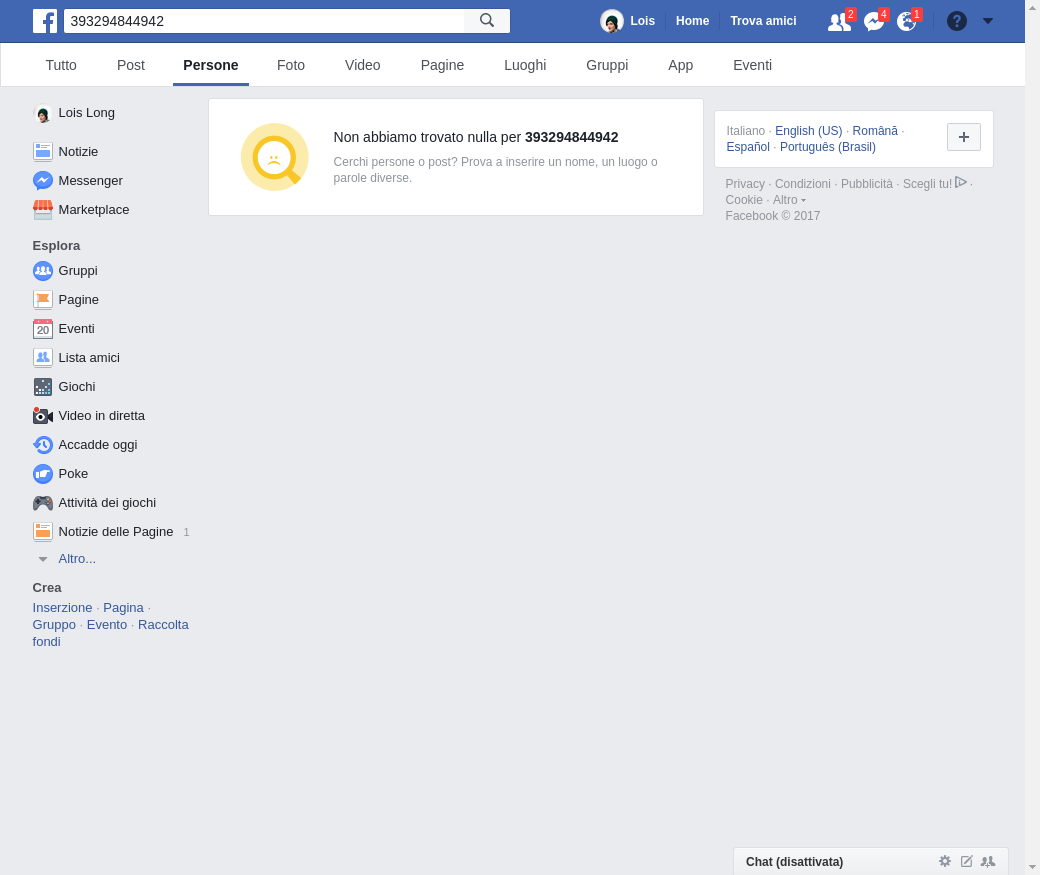 393294844942
Lois
Home
Trova amici
2
4
1
Tutto
Post
Persone
Foto
Video
Pagine
Luoghi
Gruppi
App
Eventi
Lois Long
Notizie
Messenger
Marketplace
Esplora
Gruppi
Pagine
20
Eventi
Lista amici
Giochi
Video in diretta
Accadde oggi
Poke
Attività dei giochi
Notizie delle Pagine 1
Altro...
Crea
Inserzione · Pagina ·
Gruppo · Evento · Raccolta
fondi
Non abbiamo trovato nulla per 393294844942
Cerchi persone o post? Prova a inserire un nome, un luogo o
parole diverse.
Italiano · English (US) · Română ·
Español · Português (Brasil)
Privacy · Condizioni · Pubblicità · Scegli tu! ·
Cookie · Altro
Facebook © 2017
Chat (disattivata)